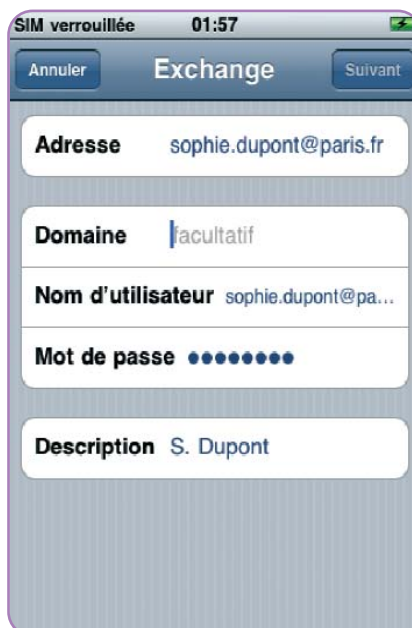 SIM verrouillée 01:57
Annuler Exchange Suivant
Adresse sophie.dupont@paris.fr
Domaine facultatif
Nom d'utilisateur sophie.dupont@pa...
Mot de passe ●●●●●●●●
Description S. Dupont